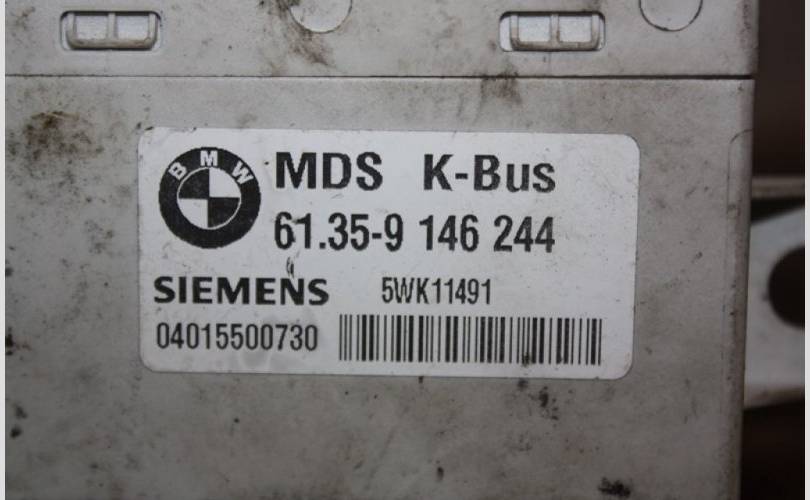 BMW
MDS K-Bus
61.35-9 146 244
SIEMENS 5WK11491
04015500730